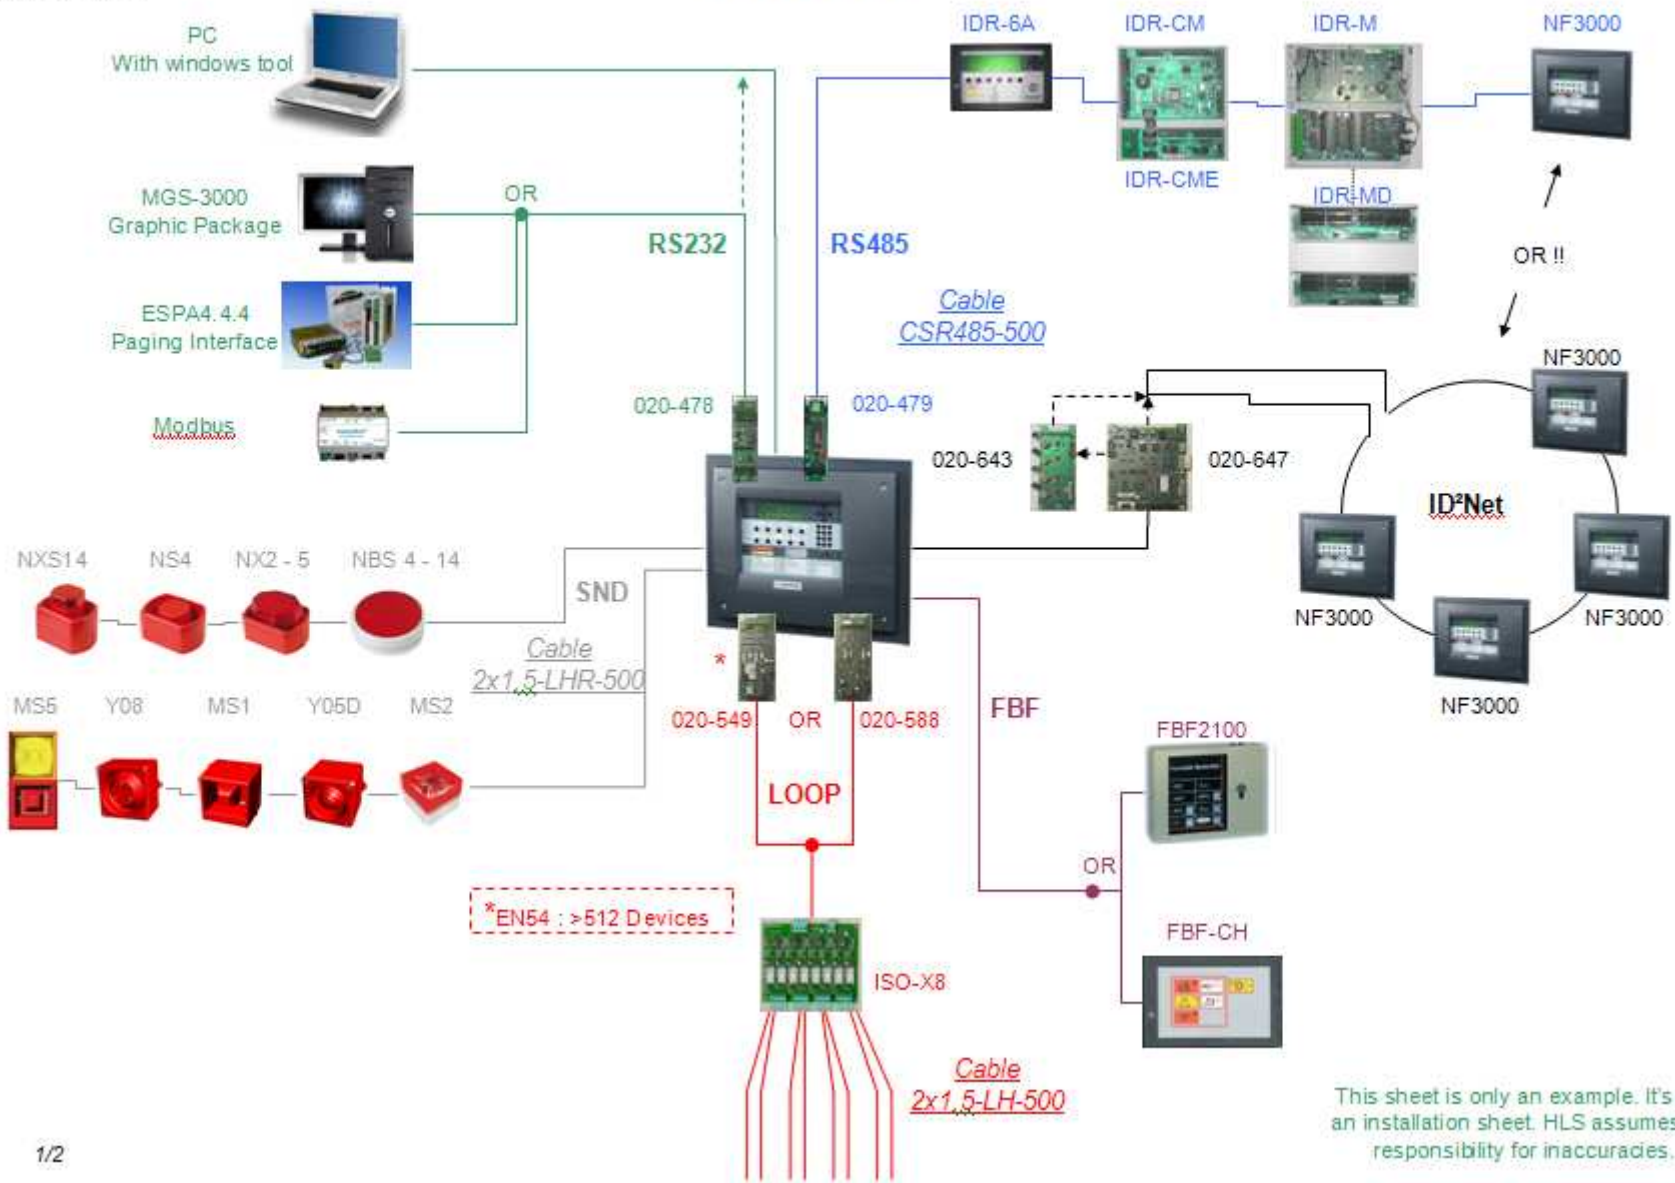 PC
With windows tool
MGS-3000
Graphic Package
OR
ESPA4.4.4
Paging Interface
Modbus
RS232
RS485
IDR-6A
IDR-CM
IDR-M
NF3000
IDR-CME
IDR-MD
OR !!
Cable
CSR485-500
020-478
020-479
020-643
020-647
NF3000
ID²Net
NF3000
NF3000
NF3000
NXS14
NS4
NX2 - 5
NBS 4 - 14
SND
Cable
2x1,5-LHR-500
MS5
Y08
MS1
Y05D
MS2
*
020-549
OR
020-588
LOOP
FBF
FBF2100
OR
FBF-CH
*EN54 : >512 Devices
ISO-X8
Cable
2x1,5-LH-500
This sheet is only an example. It's
an installation sheet. HLS assumes
responsibility for inaccuracies.
1/2